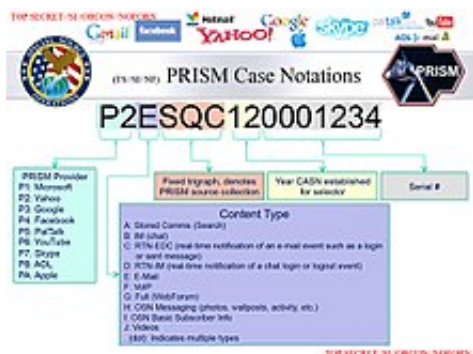 TOP SECRET//SI//ORCON//NOFORN
Gmail facebook Hotmail YAHOO! Google skype paltalk YouTube
AOL mail
(TS//SI//NF) PRISM Case Notations
PRISM
P2ESQC120001234
PRISM Provider
P1: Microsoft
P2: Yahoo
P3: Google
P4: Facebook
P5: PalTalk
P6: YouTube
P7: Skype
P8: AOL
PA: Apple
Fixed trigraph, denotes
PRISM source collection
Year CASN established
for selector
Serial #
Content Type
A: Stored Comms (Search)
B: IM (chat)
C: RTN-EDC (real-time notification of an e-mail event such as a login
or sent message)
D: RTN-IM (real-time notification of a chat login or logout event)
E: E-Mail
F: VoIP
G: Full (WebForum)
H: OSN Messaging (photos, wallposts, activity, etc.)
I: OSN Basic Subscriber Info
J: Videos
(dot): Indicates multiple types
TOP SECRET//SI//ORCON//NOFORN